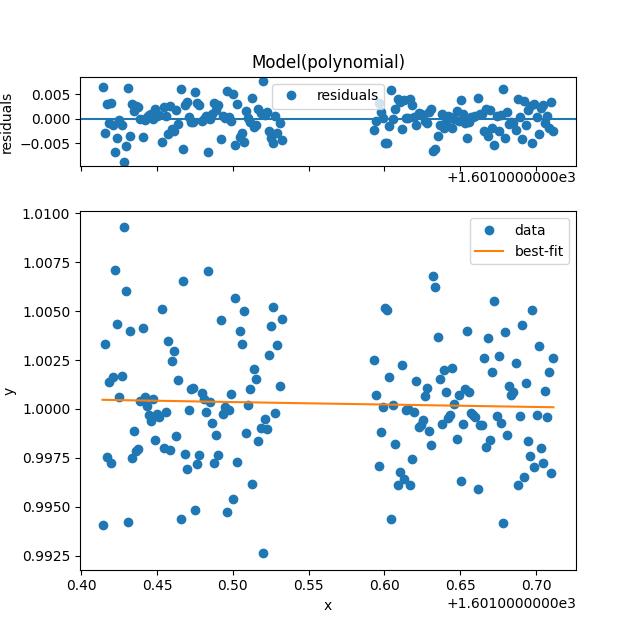 Model(polynomial)
residuals
0.005
0.000
−0.005
residuals
+1.6010000000e3
y
1.0100
1.0075
1.0050
1.0025
1.0000
0.9975
0.9950
0.9925
data
best-fit
0.40 0.45 0.50 0.55 0.60 0.65 0.70
x
+1.6010000000e3